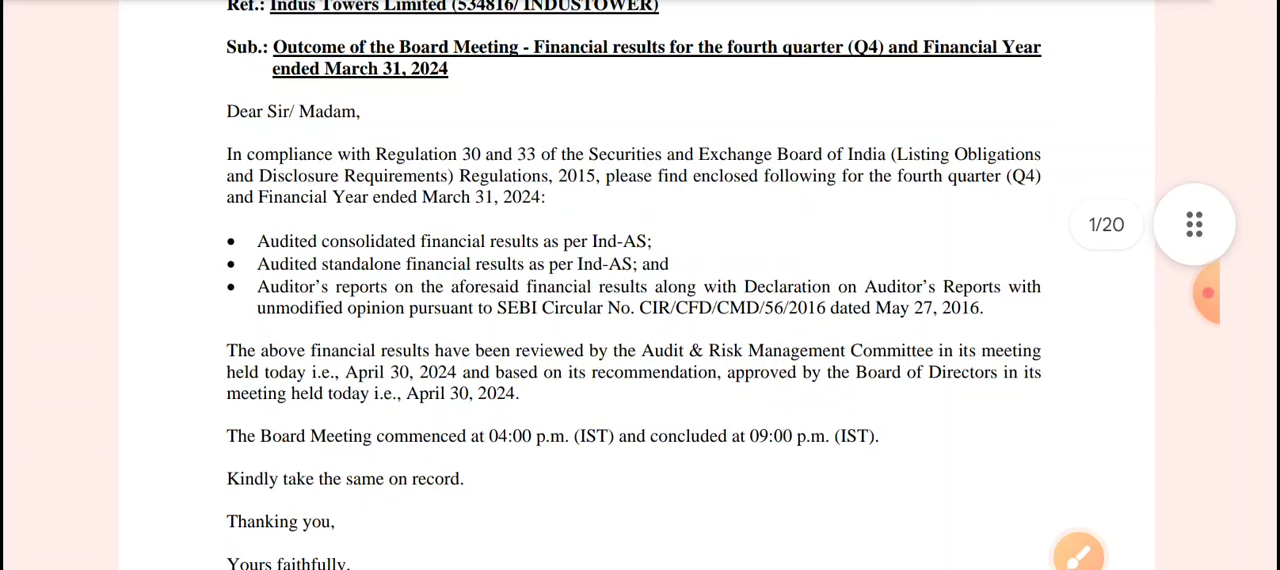 Ref.: Indus Towers Limited (534816/ INDUSTOWER)
Sub.: Outcome of the Board Meeting - Financial results for the fourth quarter (Q4) and Financial Year
ended March 31, 2024
Dear Sir/ Madam,
In compliance with Regulation 30 and 33 of the Securities and Exchange Board of India (Listing Obligations
and Disclosure Requirements) Regulations, 2015, please find enclosed following for the fourth quarter (Q4)
and Financial Year ended March 31, 2024:
1/20
• Audited consolidated financial results as per Ind-AS;
• Audited standalone financial results as per Ind-AS; and
• Auditor’s reports on the aforesaid financial results along with Declaration on Auditor’s Reports with
unmodified opinion pursuant to SEBI Circular No. CIR/CFD/CMD/56/2016 dated May 27, 2016.
The above financial results have been reviewed by the Audit & Risk Management Committee in its meeting
held today i.e., April 30, 2024 and based on its recommendation, approved by the Board of Directors in its
meeting held today i.e., April 30, 2024.
The Board Meeting commenced at 04:00 p.m. (IST) and concluded at 09:00 p.m. (IST).
Kindly take the same on record.
Thanking you,
Yours faithfully,